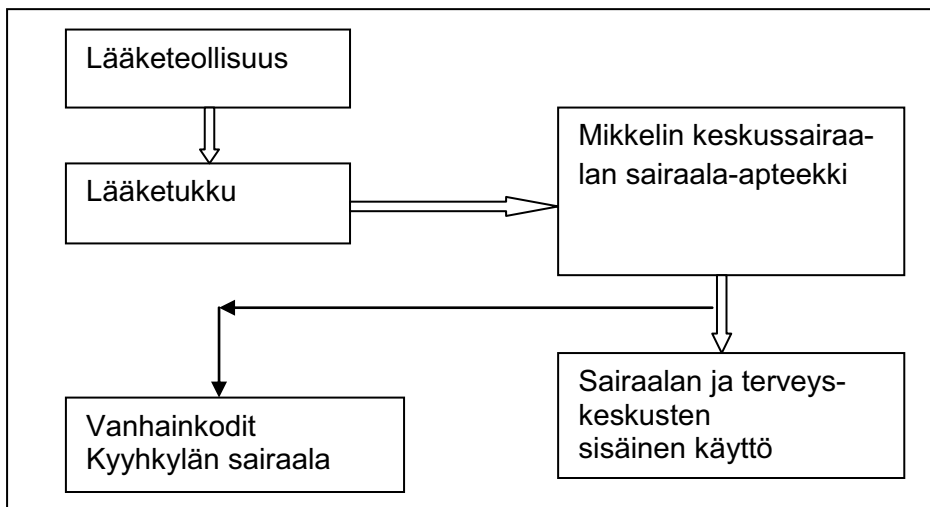 Lääketeollisuus
Lääketukku
Mikkelin keskussairaa-
lan sairaala-apteekki
Sairaalan ja terveys-
keskusten
sisäinen käyttö
Vanhainkodit
Kyyhkylän sairaala